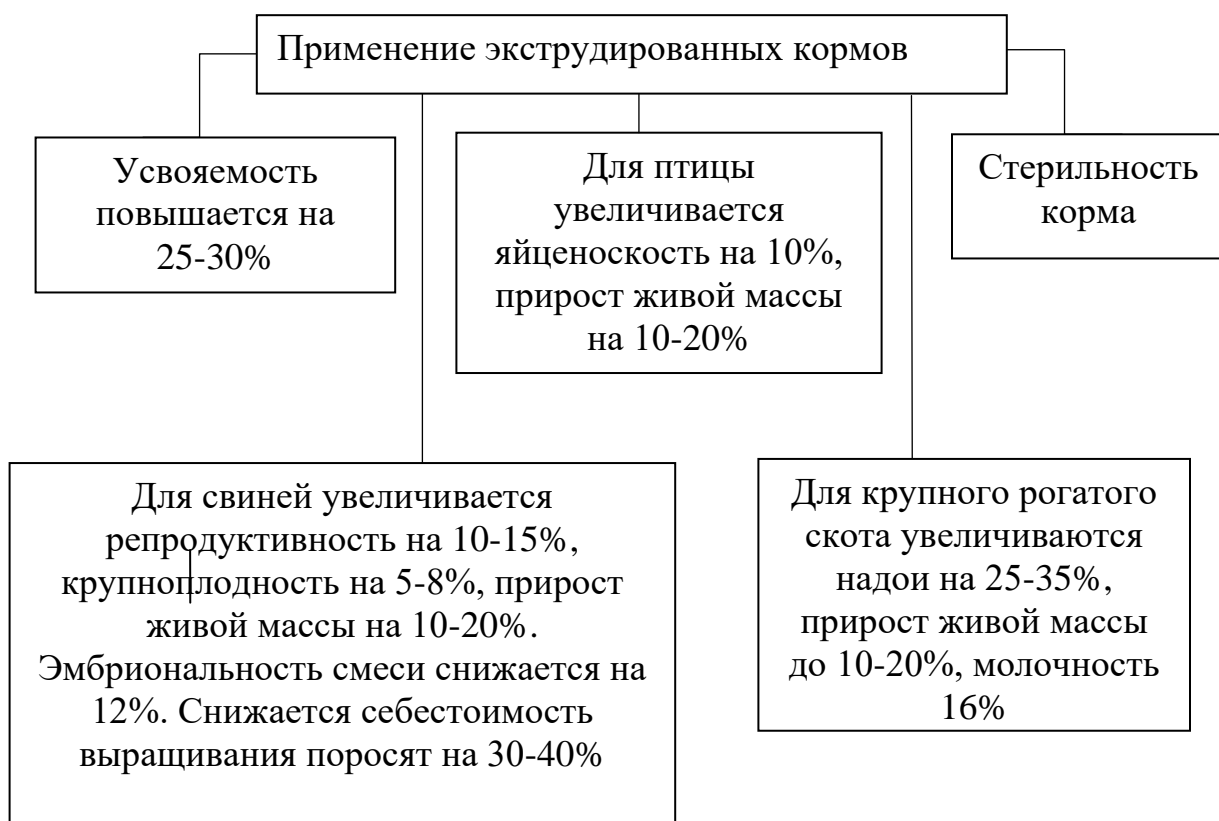 Применение экструдированных кормов
Усвояемость
повышается на
25-30%
Для птицы
увеличивается
яйценоскость на 10%,
прирост живой массы
на 10-20%
Стерильность
корма
Для свиней увеличивается
репродуктивность на 10-15%,
крупноплодность на 5-8%, прирост
живой массы на 10-20%.
Эмбриональность смеси снижается на
12%. Снижается себестоимость
выращивания поросят на 30-40%
Для крупного рогатого
скота увеличиваются
надои на 25-35%,
прирост живой массы
до 10-20%, молочность
16%